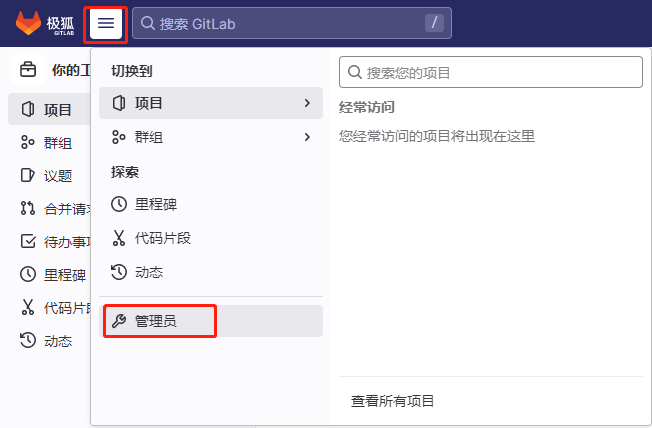 极狐
GITLAB
搜索 GitLab
/
你的工
项目
群组
议题
合并请求
待办事项
里程碑
代码片段
动态
切换到
项目
群组
探索
里程碑
代码片段
动态
管理员
搜索您的项目
经常访问
您经常访问的项目将出现在这里
查看所有项目